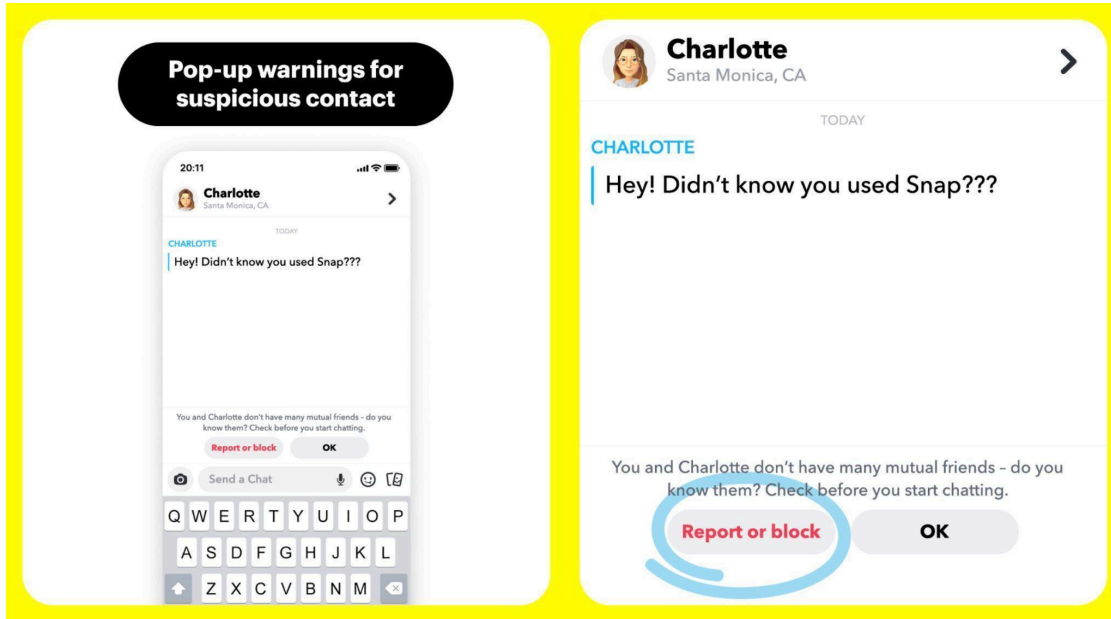 Pop-up warnings for
suspicious contact
20:11
Charlotte
Santa Monica, CA
TODAY
CHARLOTTE
Hey! Didn't know you used Snap???
You and Charlotte don't have many mutual friends – do you
know them? Check before you start chatting.
Report or block OK
Send a Chat
Q W E R T Y U I O P
A S D F G H J K L
Z X C V B N M
Charlotte
Santa Monica, CA
TODAY
CHARLOTTE
Hey! Didn't know you used Snap???
You and Charlotte don't have many mutual friends – do you
know them? Check before you start chatting.
Report or block OK